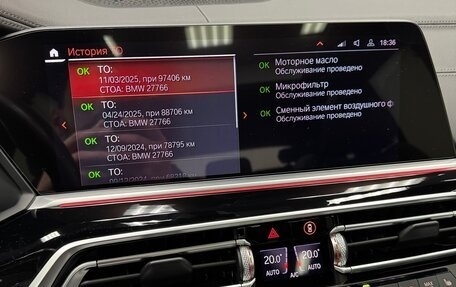 История ТО
18:36
OK ТО:
11/03/2025, при 97406 км
СТОА: BMW 27766
OK ТО:
04/24/2025, при 88706 км
СТОА: BMW 27766
OK ТО:
12/09/2024, при 78795 км
СТОА: BMW 27766
OK Моторное масло
Обслуживание проведено
OK Микрофильтр
Обслуживание проведено
OK Сменный элемент воздушного ф
Обслуживание проведено
20.0° 20.0°
AUTO A/C AUTO